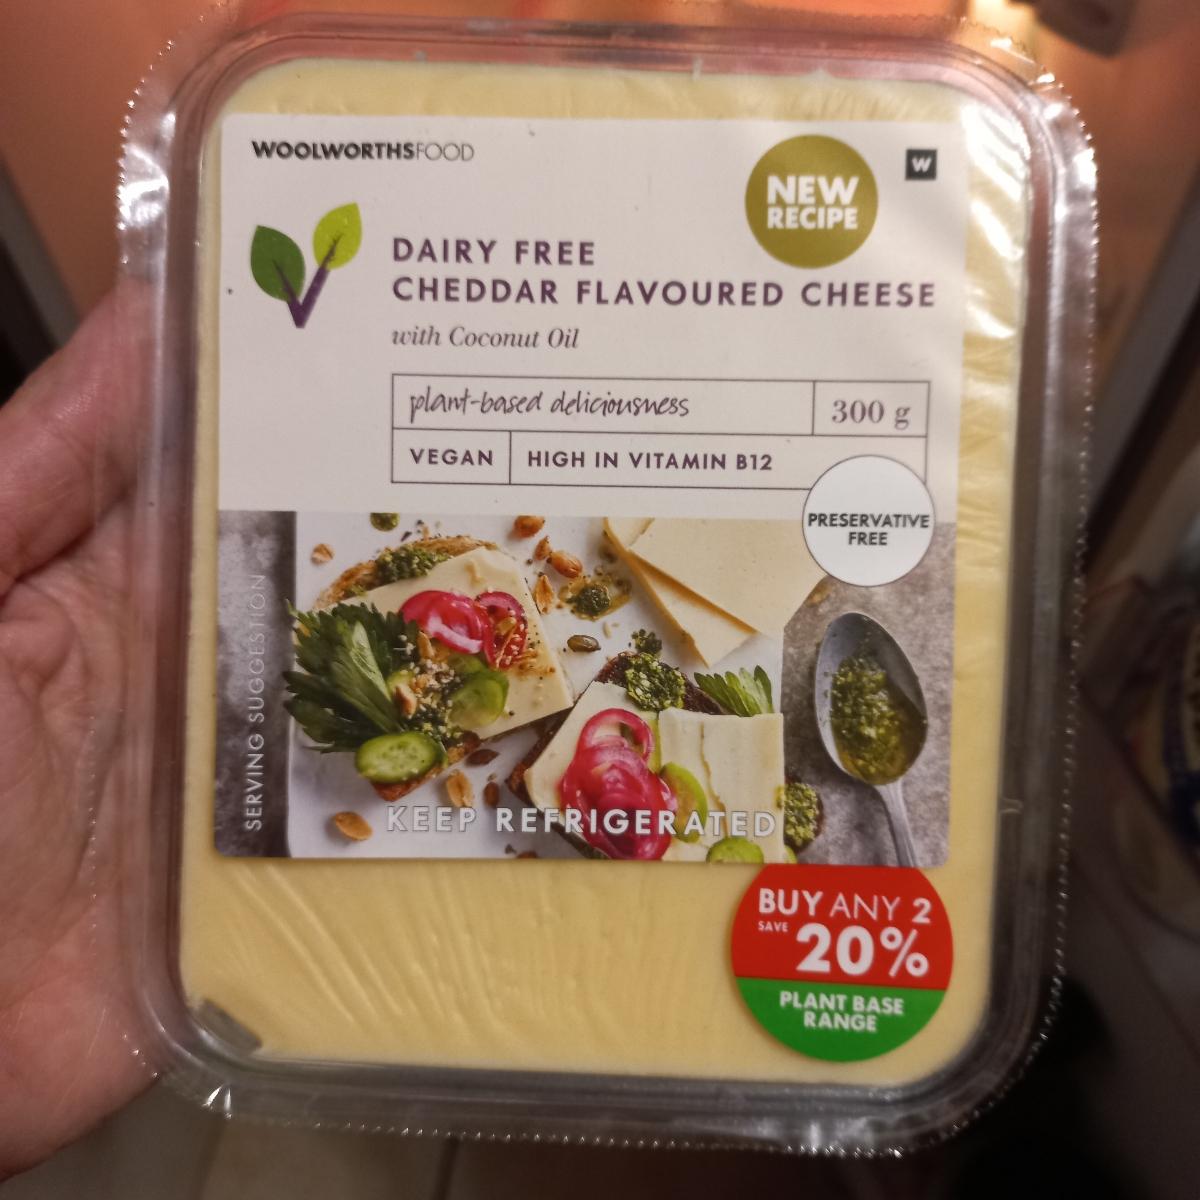 WOOLWORTHSFOOD
W
NEW
RECIPE
DAIRY FREE
CHEDDAR FLAVOURED CHEESE
with Coconut Oil
plant-based deliciousness
300 g
VEGAN
HIGH IN VITAMIN B12
PRESERVATIVE
FREE
SERVING SUGGESTION
KEEP REFRIGERATED
BUY ANY 2
SAVE 20%
PLANT BASE
RANGE